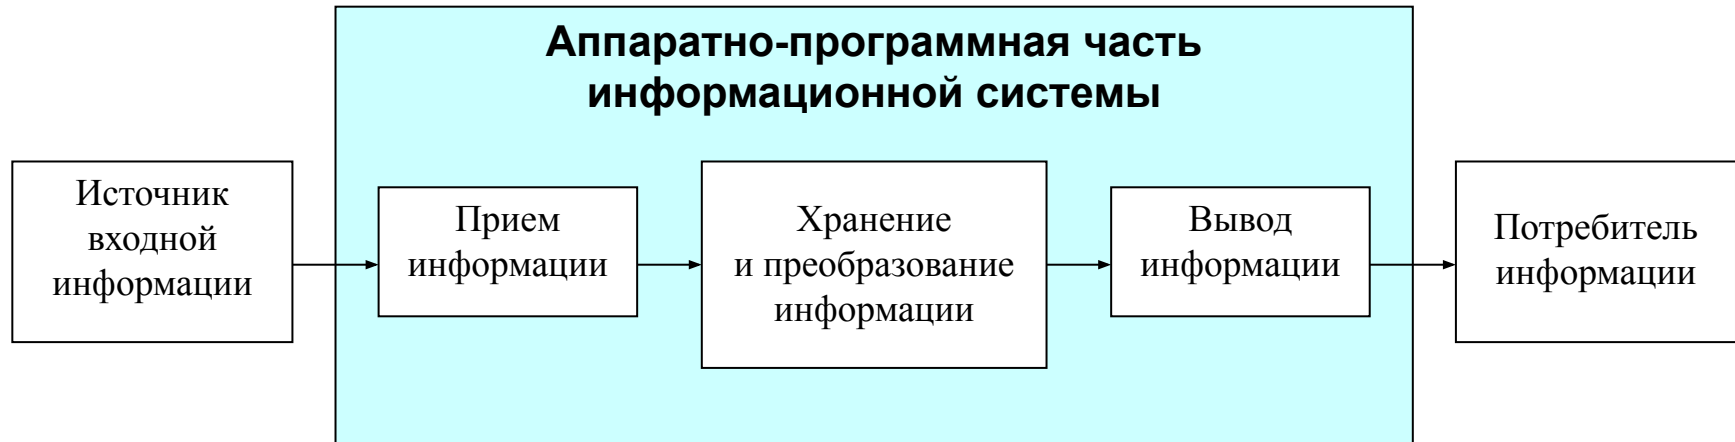 Аппаратно-программная часть
информационной системы
Источник
входной
информации
Прием
информации
Хранение
и преобразование
информации
Вывод
информации
Потребитель
информации